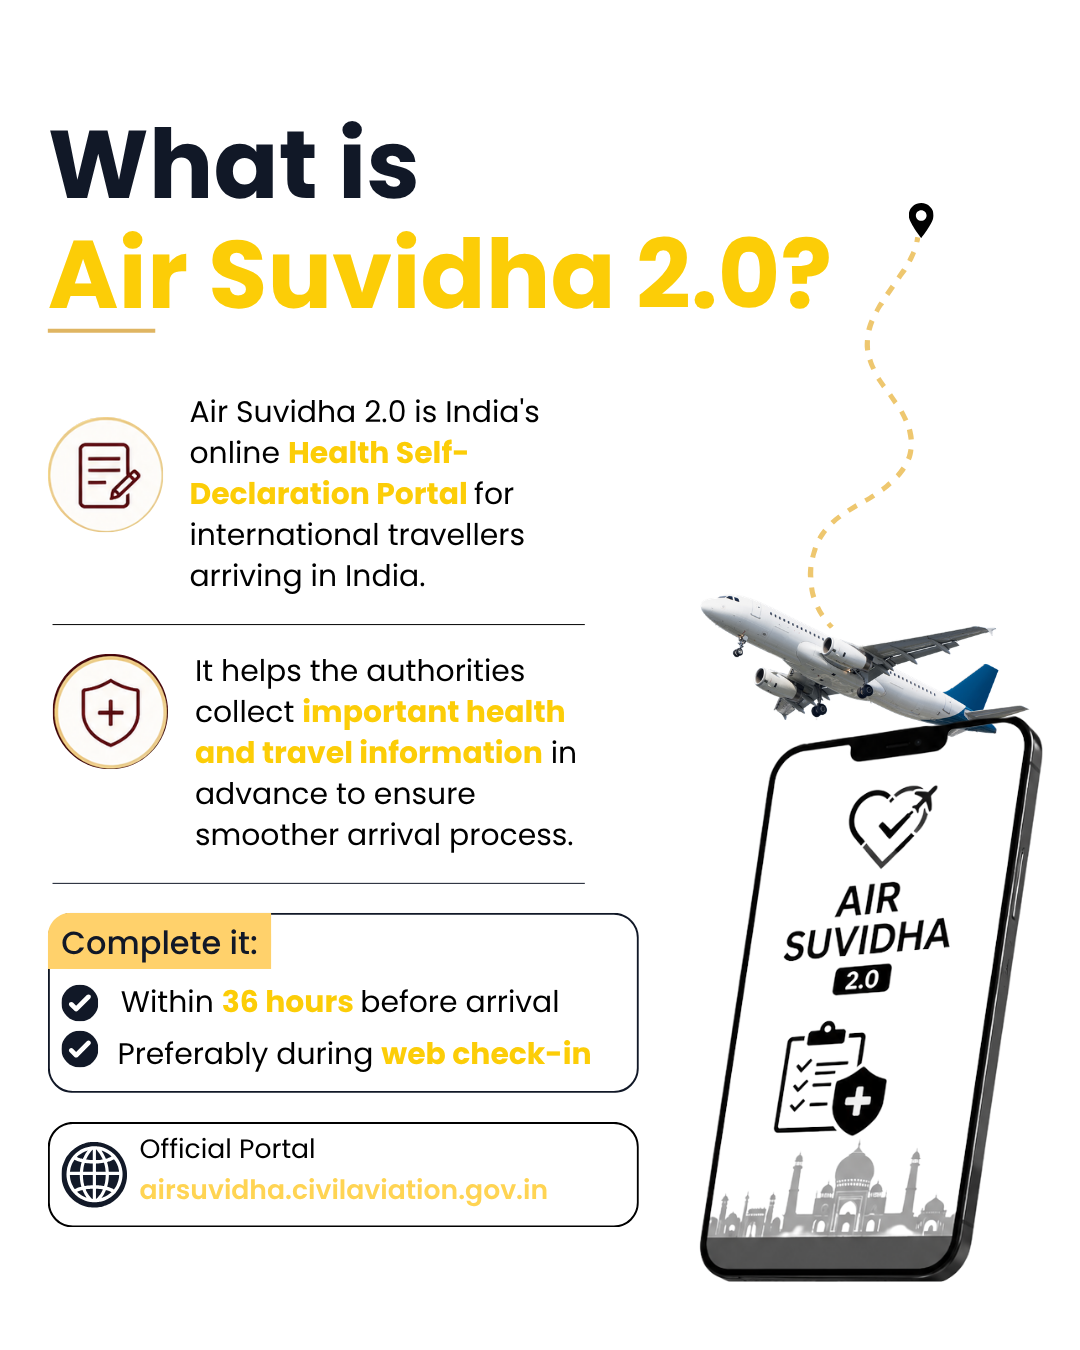 What is
Air Suvidha 2.0?
Air Suvidha 2.0 is India's
online Health Self-
Declaration Portal for
international travellers
arriving in India.
It helps the authorities
collect important health
and travel information in
advance to ensure
smoother arrival process.
Complete it:
Within 36 hours before arrival
Preferably during web check-in
Official Portal
airsuvidha.civilaviation.gov.in
AIR
SUVIDHA
2.0